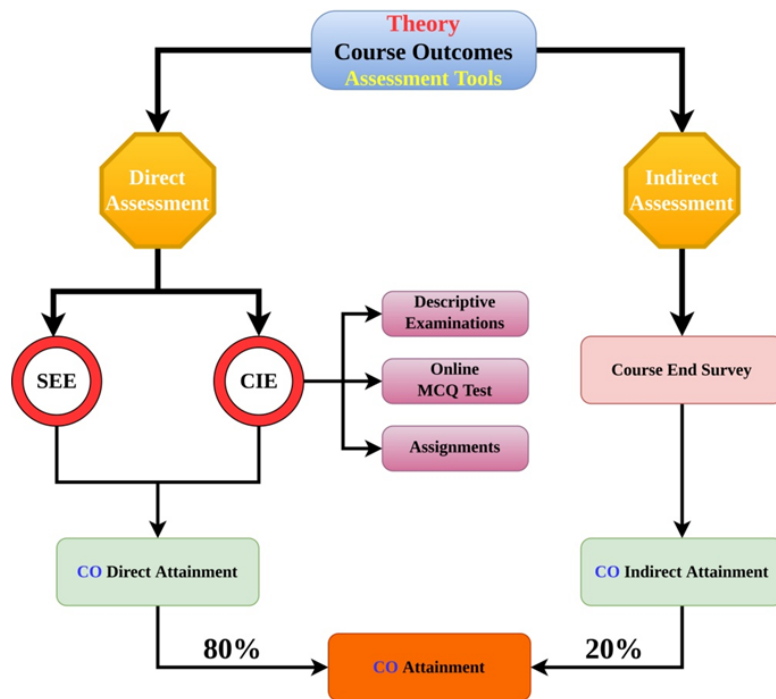 Theory
Course Outcomes
Assessment Tools
Direct
Assessment
Indirect
Assessment
Descriptive
Examinations
SEE
CIE
Online
MCQ Test
Course End Survey
Assignments
CO Direct Attainment
CO Indirect Attainment
80%
CO Attainment
20%